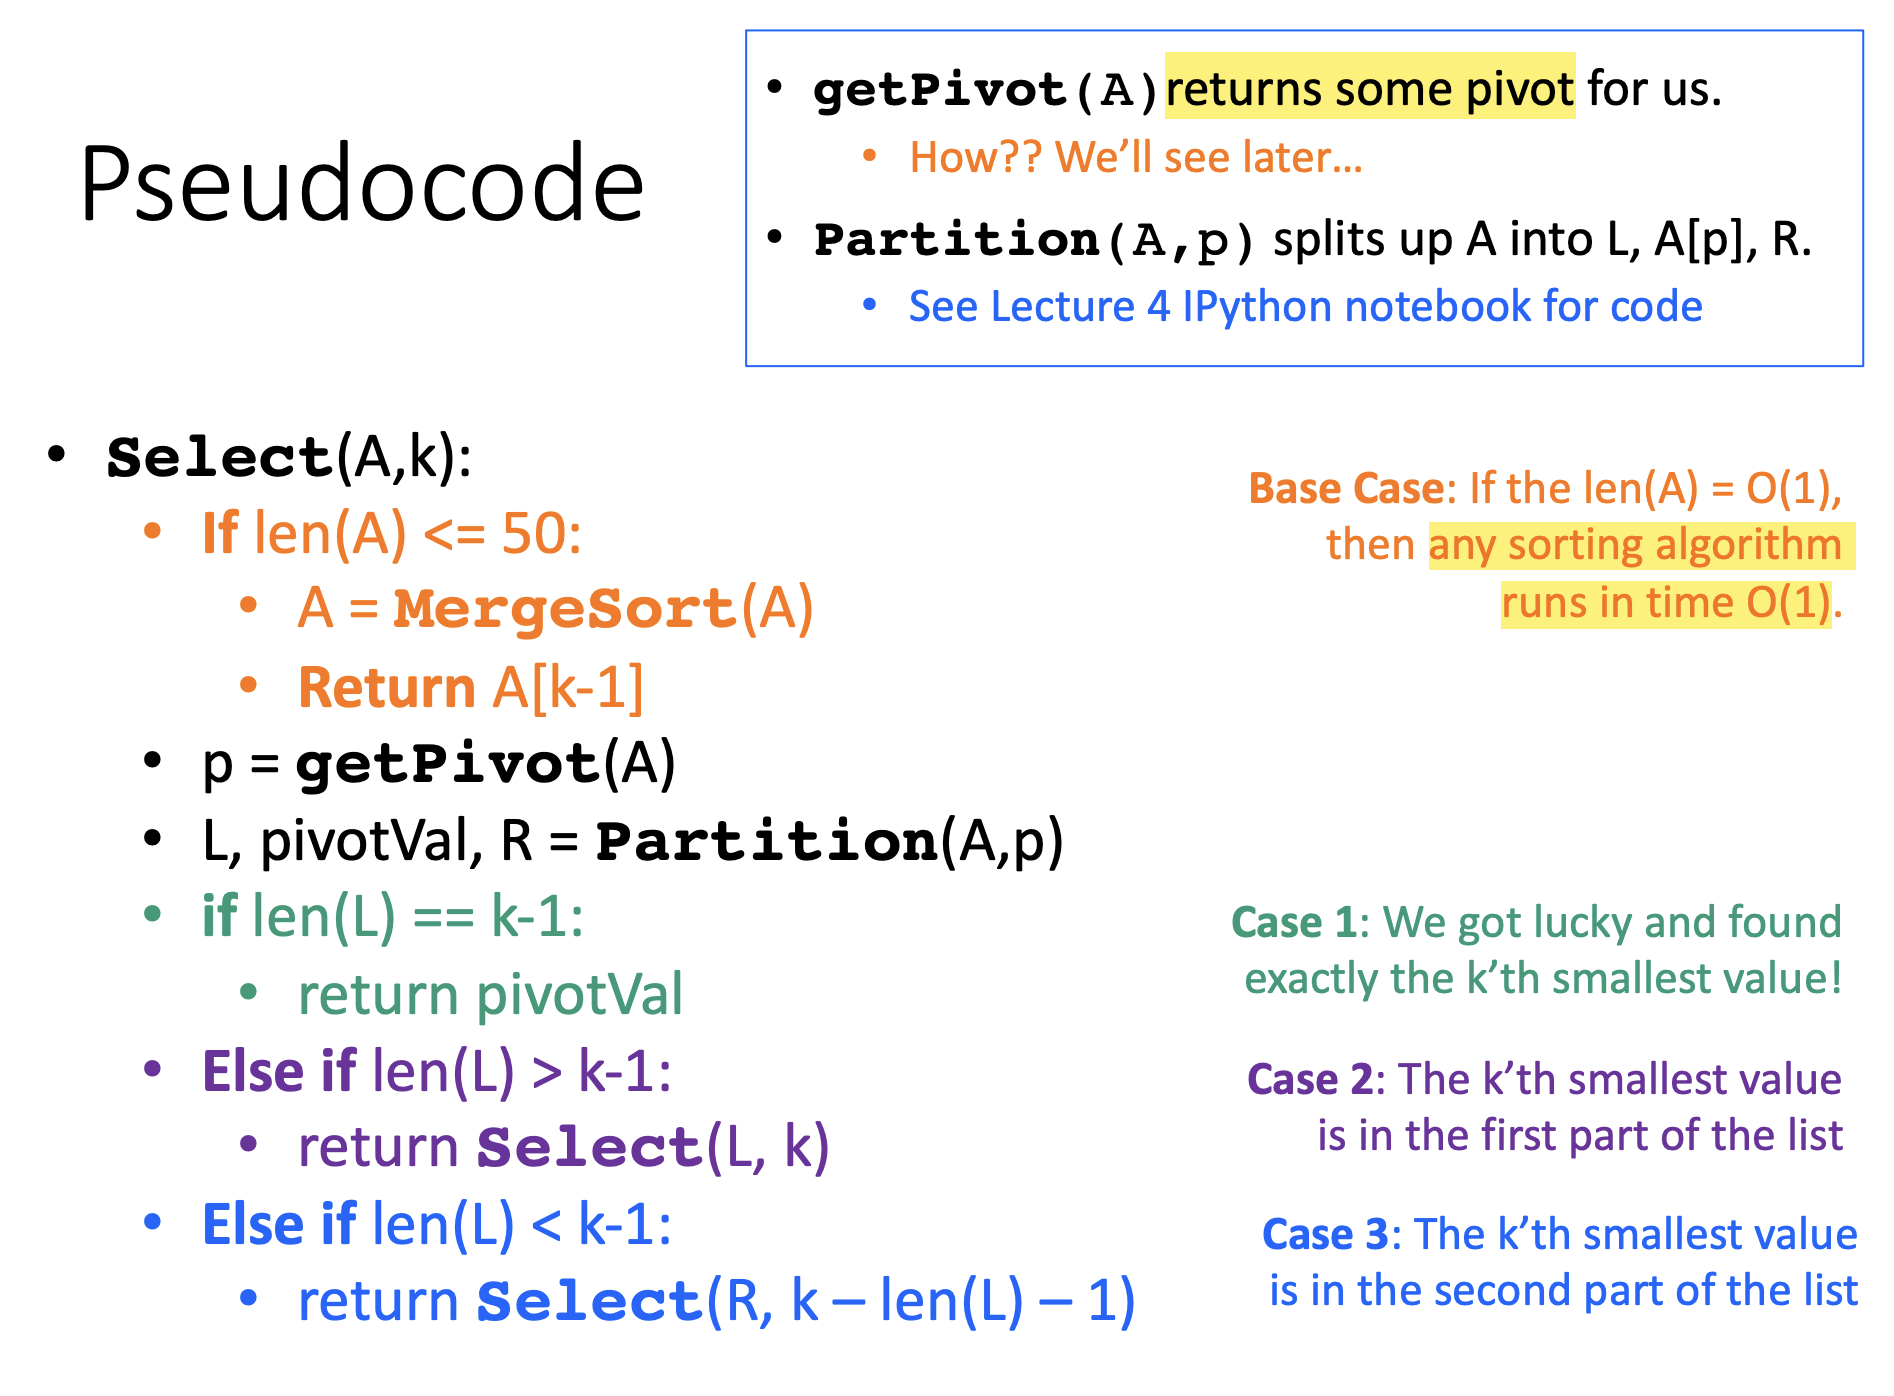 Pseudocode
• getPivot(A) returns some pivot for us.
• How?? We’ll see later…
• Partition(A,p) splits up A into L, A[p], R.
• See Lecture 4 IPython notebook for code
• Select(A,k):
• If len(A) <= 50:
• A = MergeSort(A)
• Return A[k-1]
• p = getPivot(A)
• L, pivotVal, R = Partition(A,p)
• if len(L) == k-1:
• return pivotVal
• Else if len(L) > k-1:
• return Select(L, k)
• Else if len(L) < k-1:
• return Select(R, k – len(L) – 1)
Base Case: If the len(A) = O(1),
then any sorting algorithm
runs in time O(1).
Case 1: We got lucky and found
exactly the k’th smallest value!
Case 2: The k’th smallest value
is in the first part of the list
Case 3: The k’th smallest value
is in the second part of the list